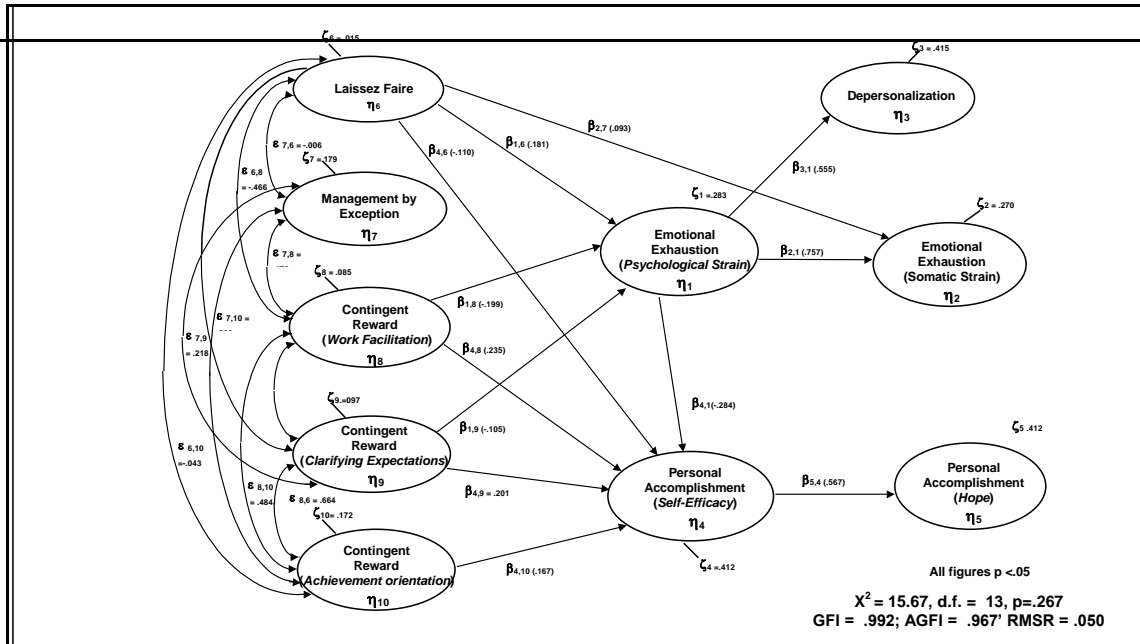 ζ6 = .015
Laissez Faire
η6
ζ3 = .415
Depersonalization
η3
β2,7 (.093)
β1,6 (.181)
β4,6 (-.110)
β3,1 (.555)
ε 7,6 = -.006
ζ7 = .179
ε 6,8
= -.466
Management by
Exception
η7
ζ1 =.283
Emotional
Exhaustion
(Psychological Strain)
η1
ζ2 = .270
Emotional
Exhaustion
(Somatic Strain)
η2
β2,1 (.757)
ε 7,8 =
ζ8 = .085
Contingent
Reward
(Work Facilitation)
η8
β1,8 (-.199)
β4,8 (.235)
ε 7,10 =
ε 7,9
= .218
ζ9.=097
Contingent
Reward
(Clarifying Expectations)
η9
β1,9 (-.105)
β4,1(-.284)
β4,9 = .201
ε 6,10
=-.043
ε 8,10
= .484
ε 8,6 = .664
ζ10= .172
Contingent
Reward
(Achievement orientation)
η10
β4,10 (.167)
Personal
Accomplishment
(Self-Efficacy)
η4
ζ4 =.412
β5,4 (.567)
ζ5 .412
Personal
Accomplishment
(Hope)
η5
All figures p <.05
X2 = 15.67, d.f. = 13, p=.267
GFI = .992; AGFI = .967’ RMSR = .050